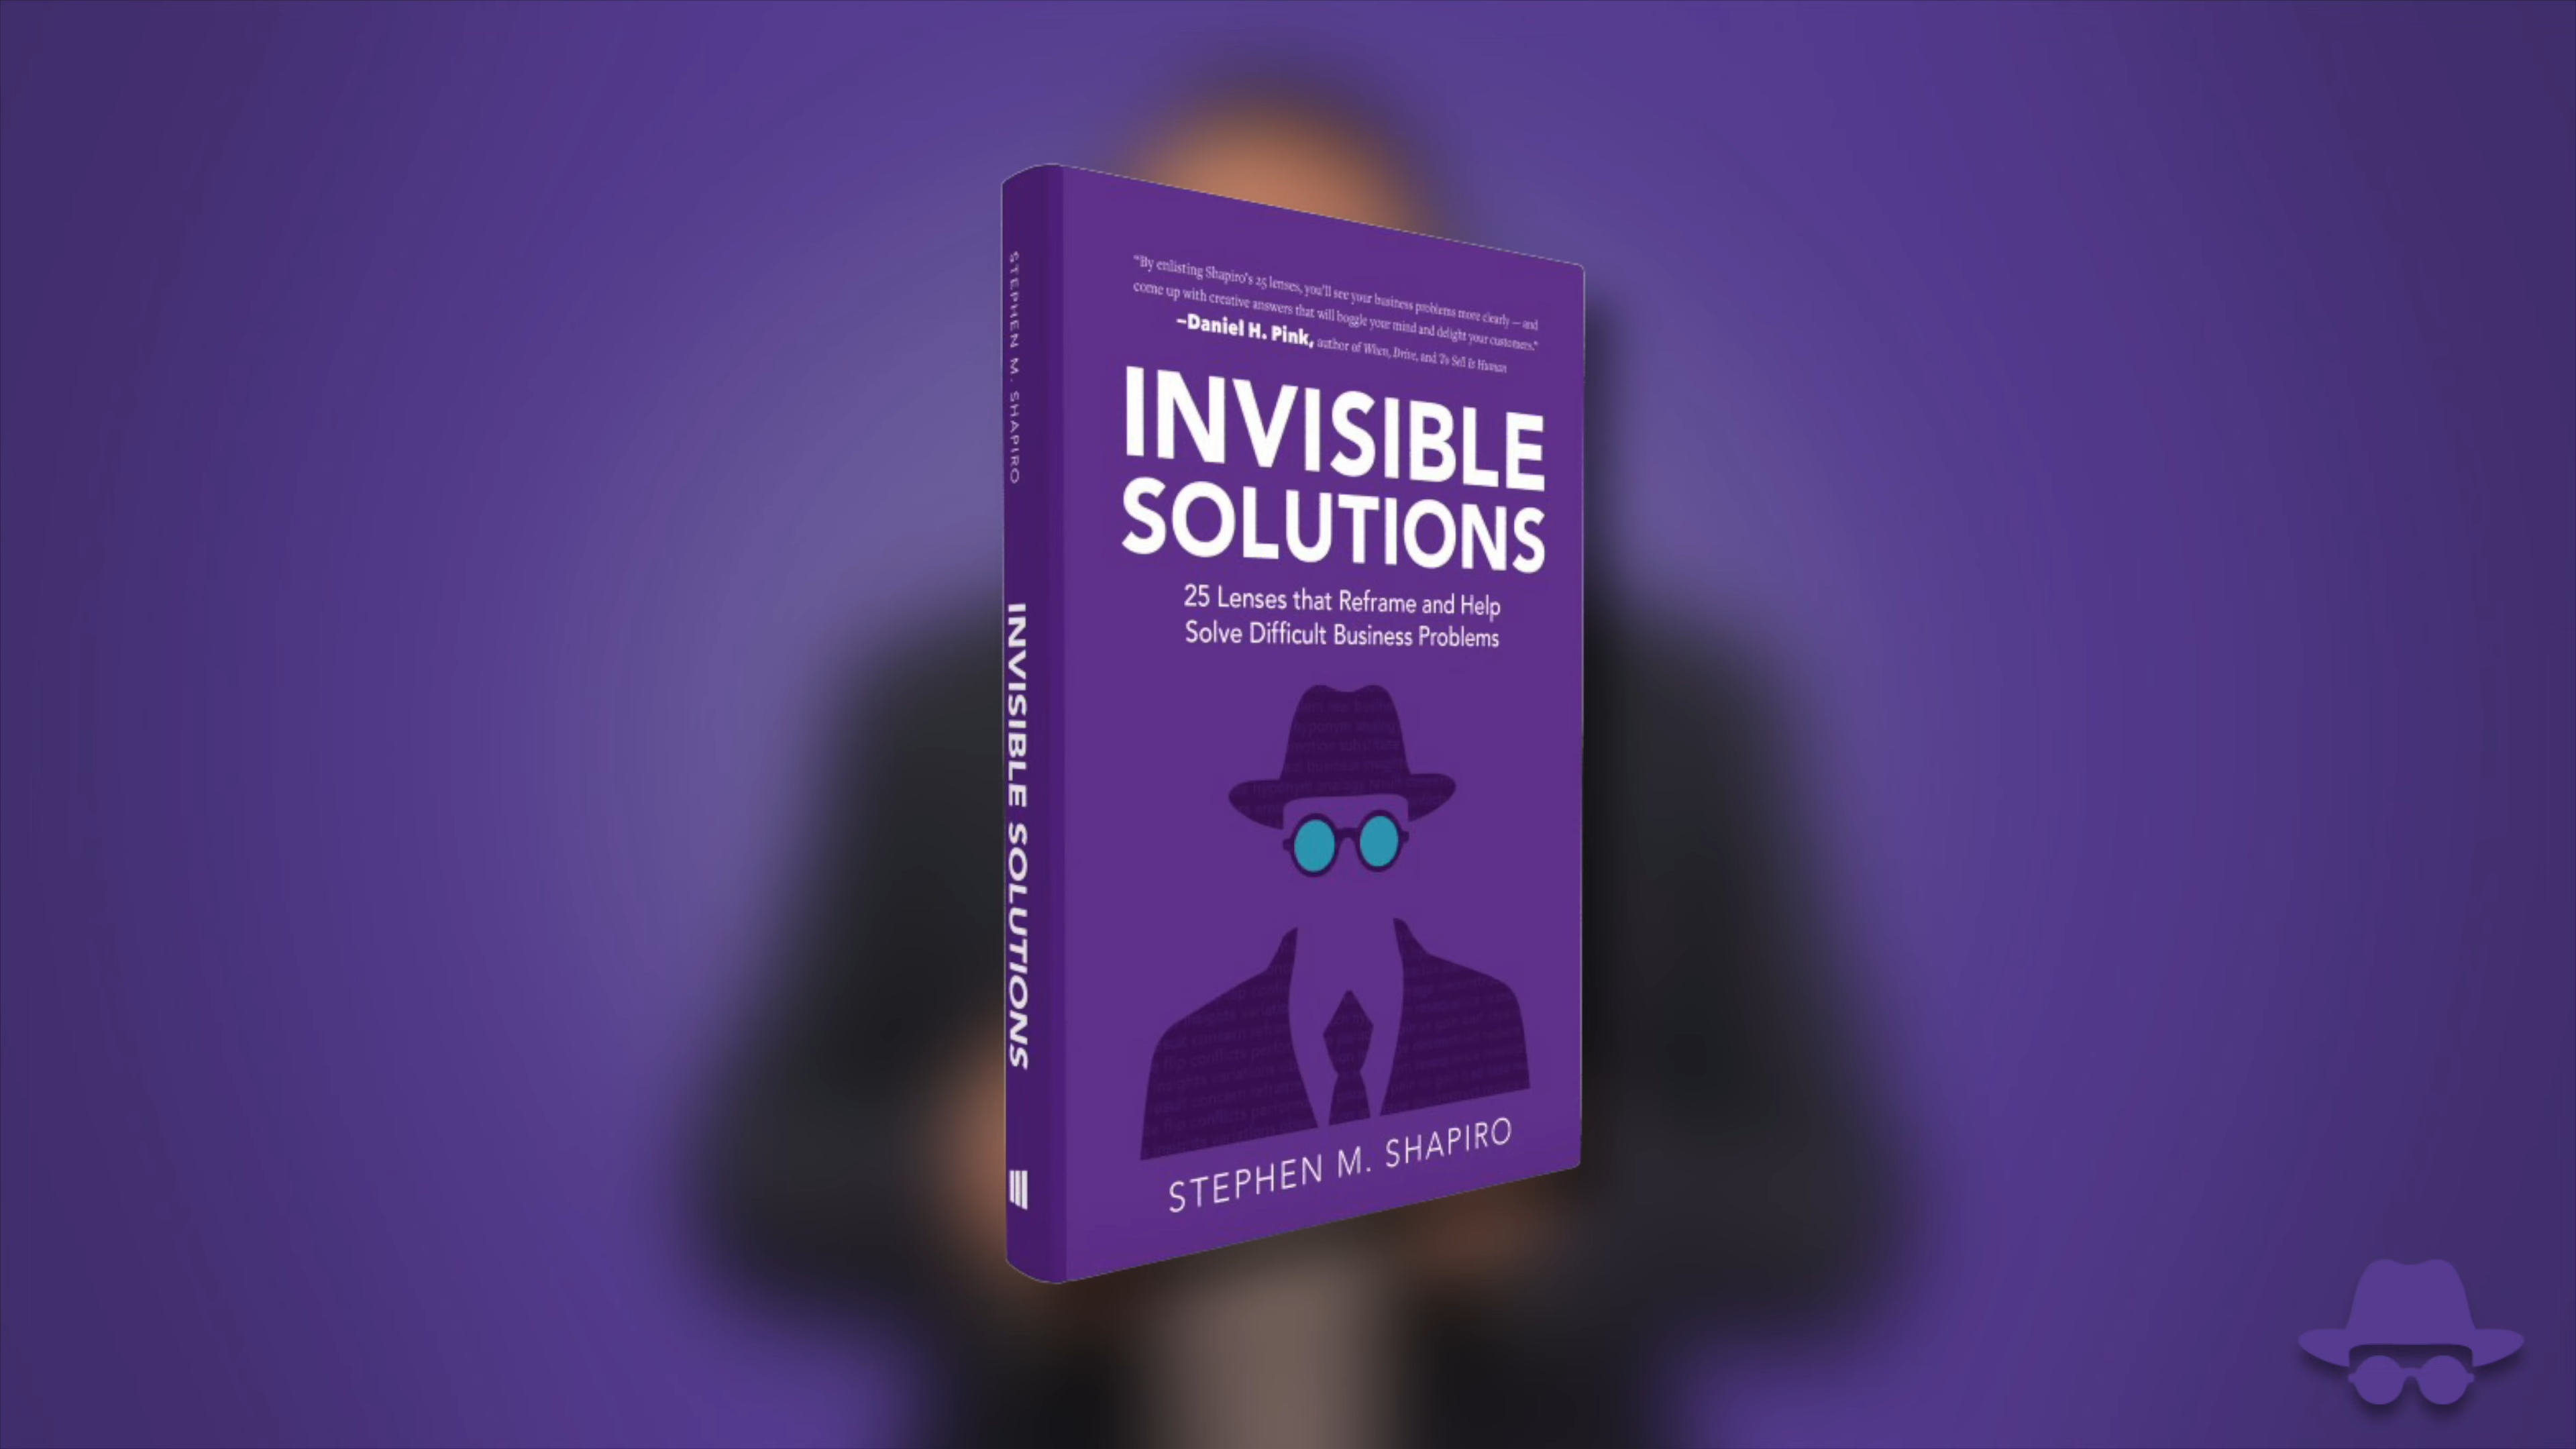 "By enlisting Shapiro's 25 lenses, you'll see your business problems more clearly — and
come up with creative answers that will boggle your mind and delight your customers."
–Daniel H. Pink, author of When, Drive, and To Sell Is Human
INVISIBLE
SOLUTIONS
25 Lenses that Reframe and Help
Solve Difficult Business Problems
STEPHEN M. SHAPIRO
STEPHEN M. SHAPIRO
INVISIBLE SOLUTIONS